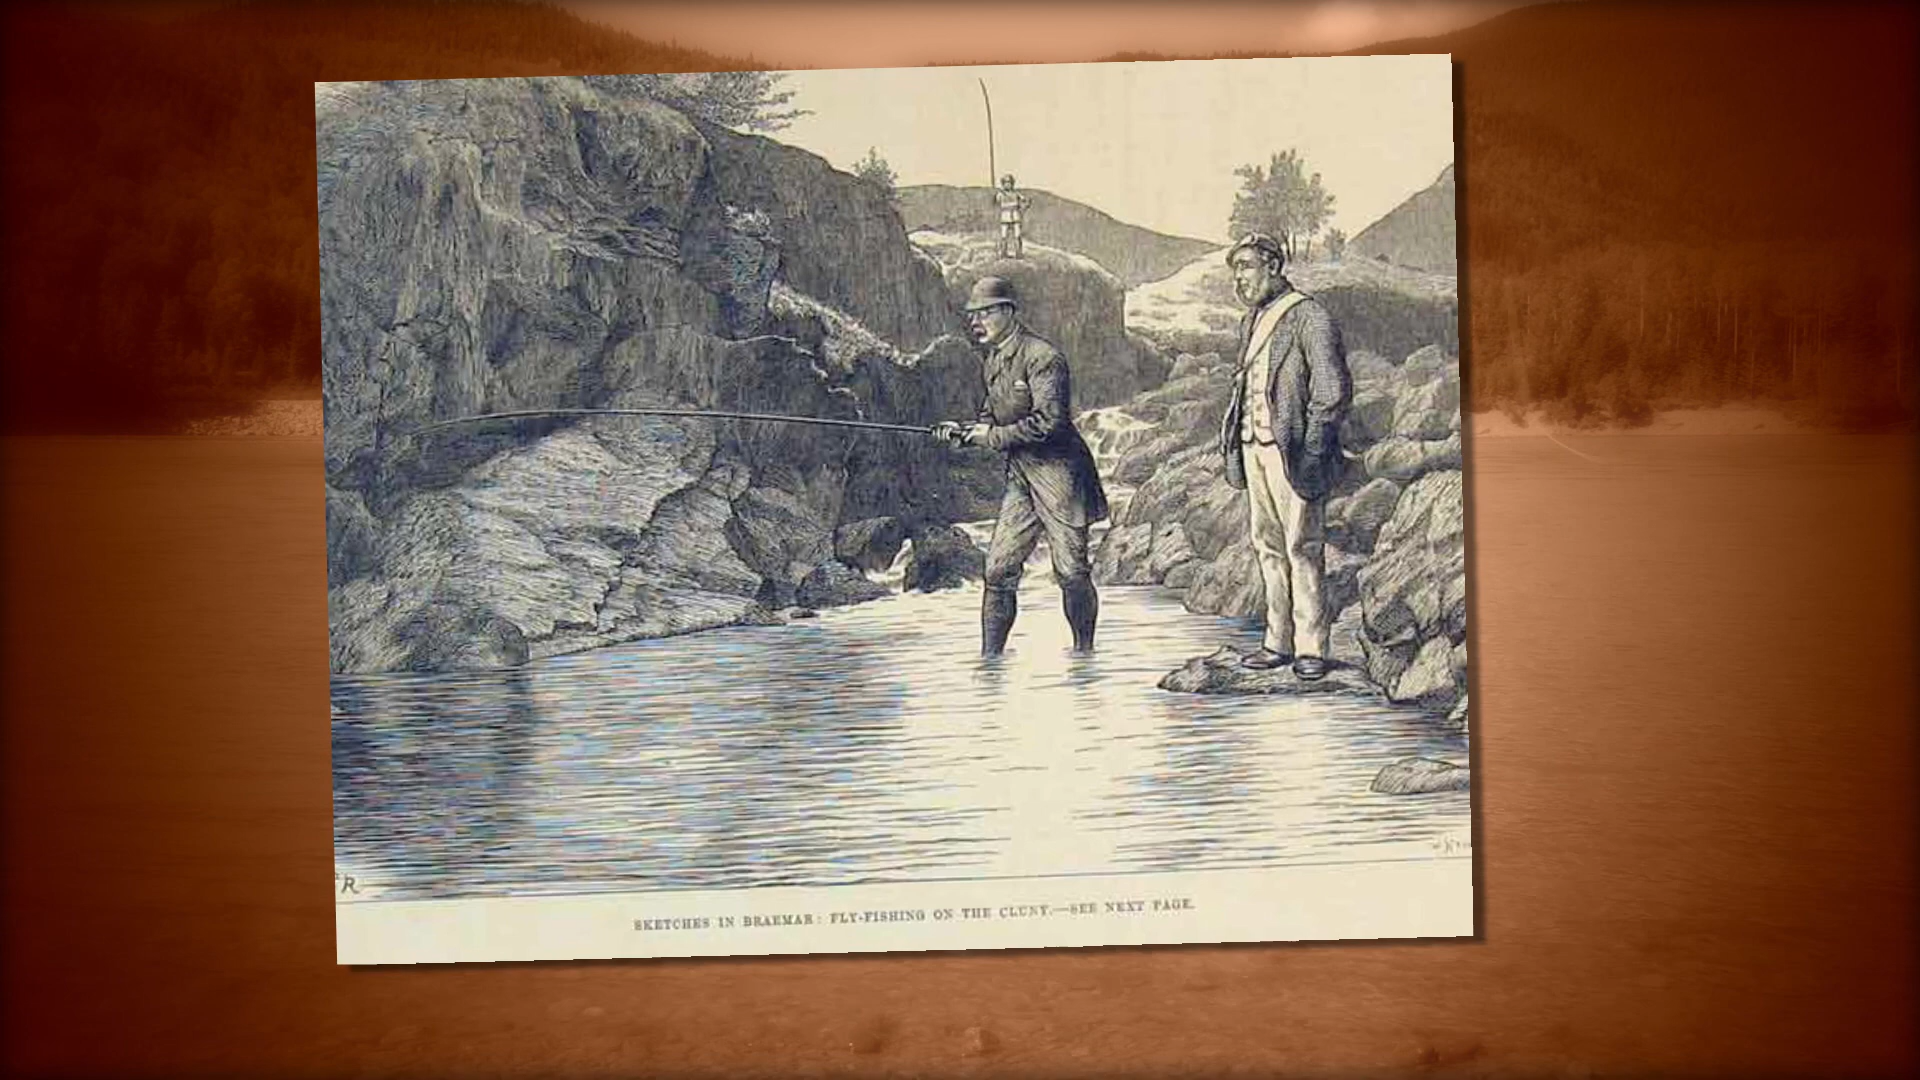 R
SKETCHES IN BRAEMAR: FLY-FISHING ON THE CLUNY.—SEE NEXT PAGE.